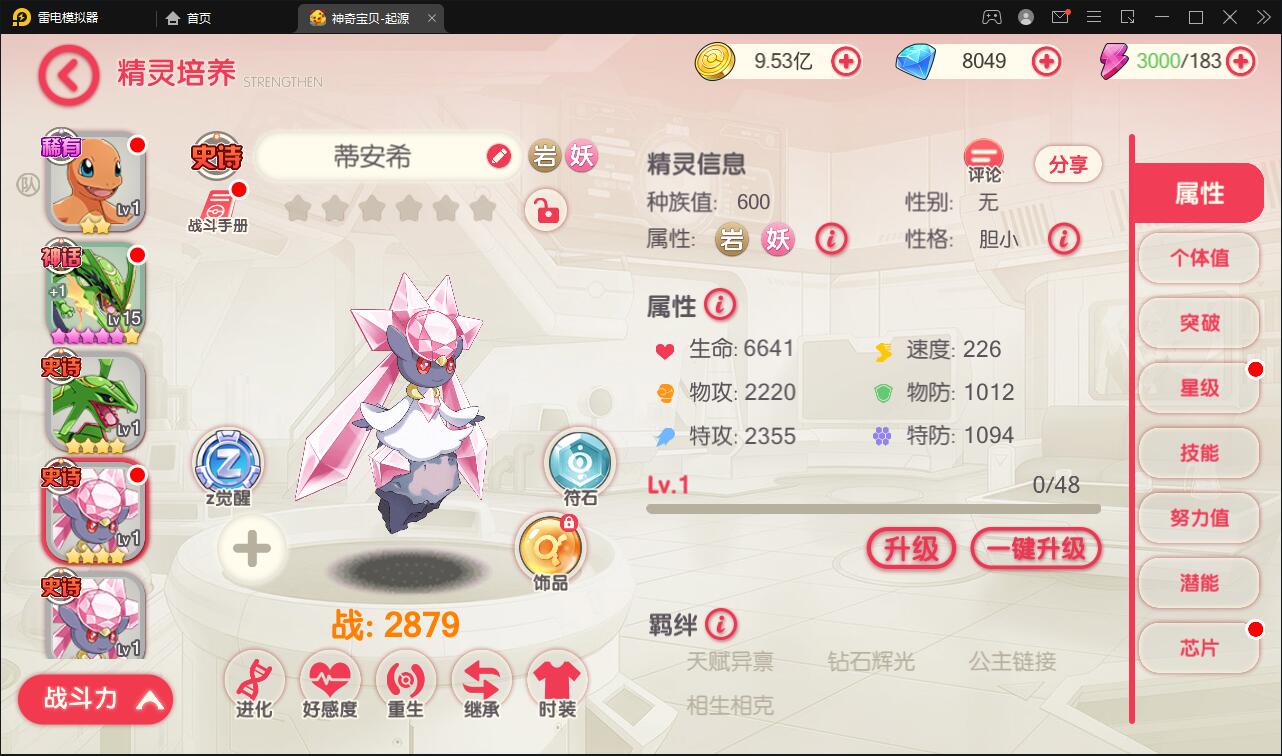 雷电模拟器
首页
神奇宝贝-起源
精灵培养
STRENGTHEN
9.53亿
8049
3000/183
稀有
Lv1
队
神话
+1
Lv15
史诗
Lv1
史诗
Lv1
史诗
Lv1
战斗力
史诗
蒂安希
岩 妖
战斗手册
Z觉醒
符石
饰品
战: 2879
进化
好感度
重生
继承
时装
精灵信息
评论
分享
种族值: 600
性别: 无
属性: 岩 妖
性格: 胆小
属性
生命: 6641
速度: 226
物攻: 2220
物防: 1012
特攻: 2355
特防: 1094
Lv.1
0/48
升级
一键升级
羁绊
天赋异禀
钻石辉光
公主链接
相生相克
属性
个体值
突破
星级
技能
努力值
潜能
芯片